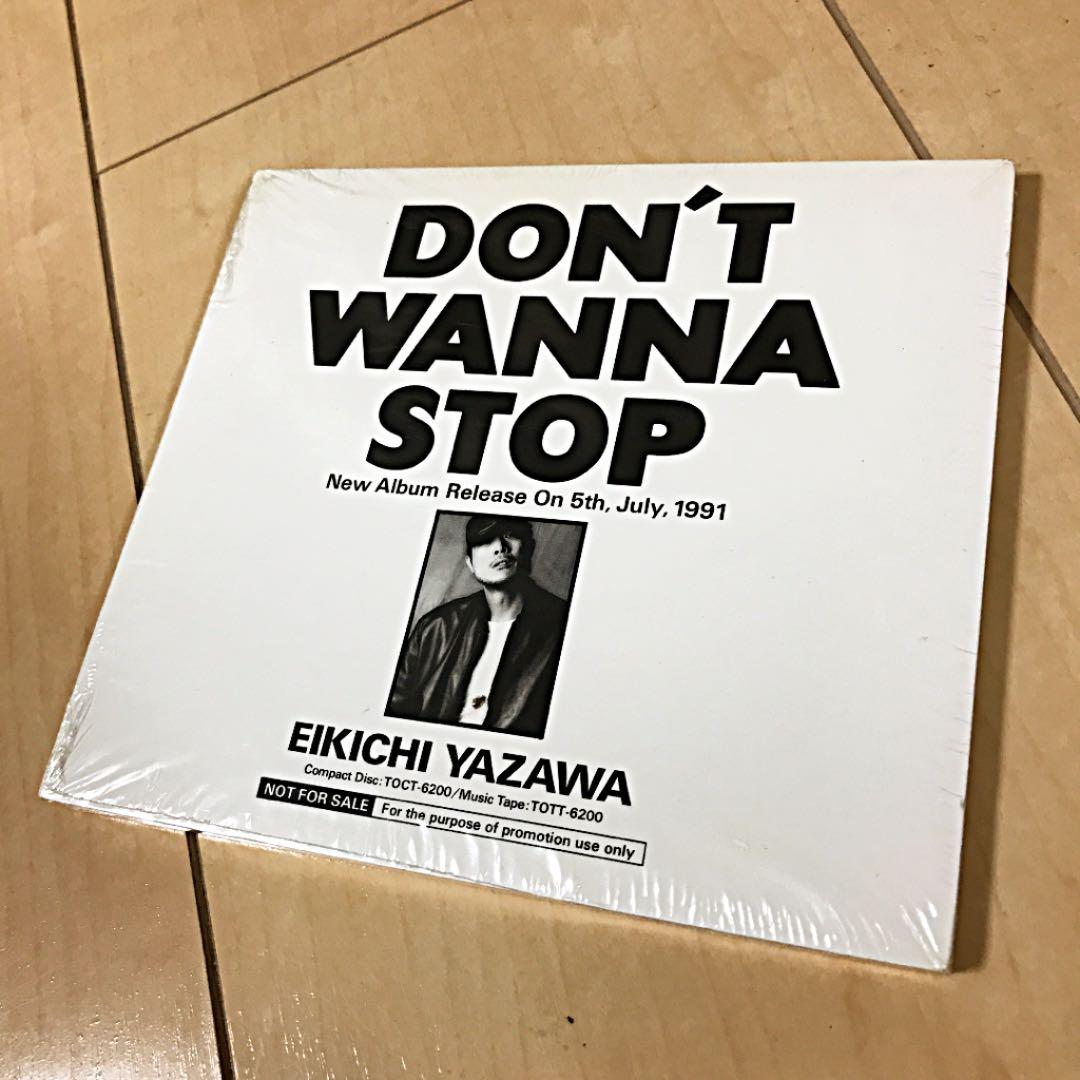 DON´T
WANNA
STOP
New Album Release On 5th, July, 1991
EIKICHI YAZAWA
Compact Disc: TOCT-6200/Music Tape: TOTT-6200
NOT FOR SALE For the purpose of promotion use only